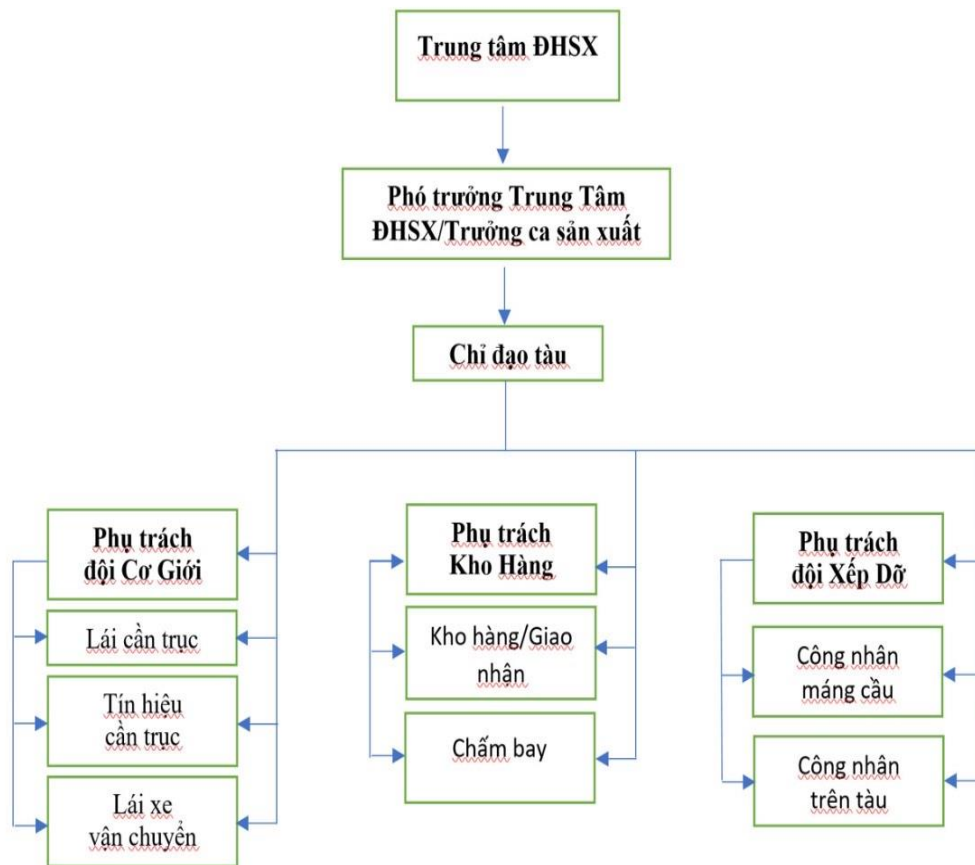 Trung tâm ĐHSX
Phó trưởng Trung Tâm
ĐHSX/Trưởng ca sản xuất
Chỉ đạo tàu
Phụ trách
đội Cơ Giới
Lái cần trục
Tín hiệu
cần trục
Lái xe
vận chuyển
Phụ trách
Kho Hàng
Kho hàng/Giao
nhận
Chấm bay
Phụ trách
đội Xếp Dỡ
Công nhân
máng cầu
Công nhân
trên tàu